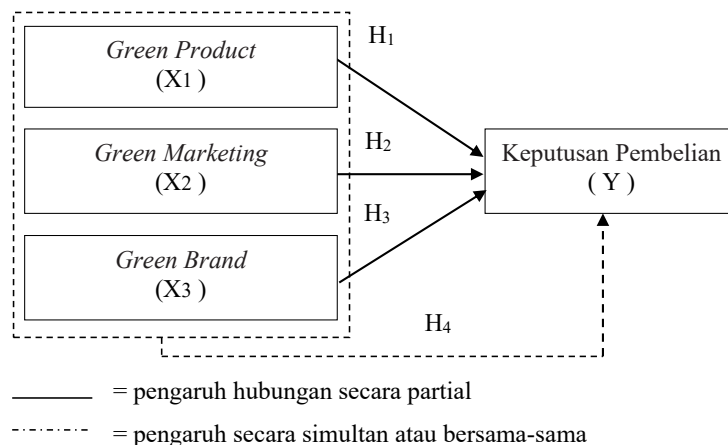 Green Product
(X1 )
H1
Green Marketing
(X2 )
H2
Keputusan Pembelian
( Y )
H3
Green Brand
(X3 )
H4
= pengaruh hubungan secara partial
= pengaruh secara simultan atau bersama-sama